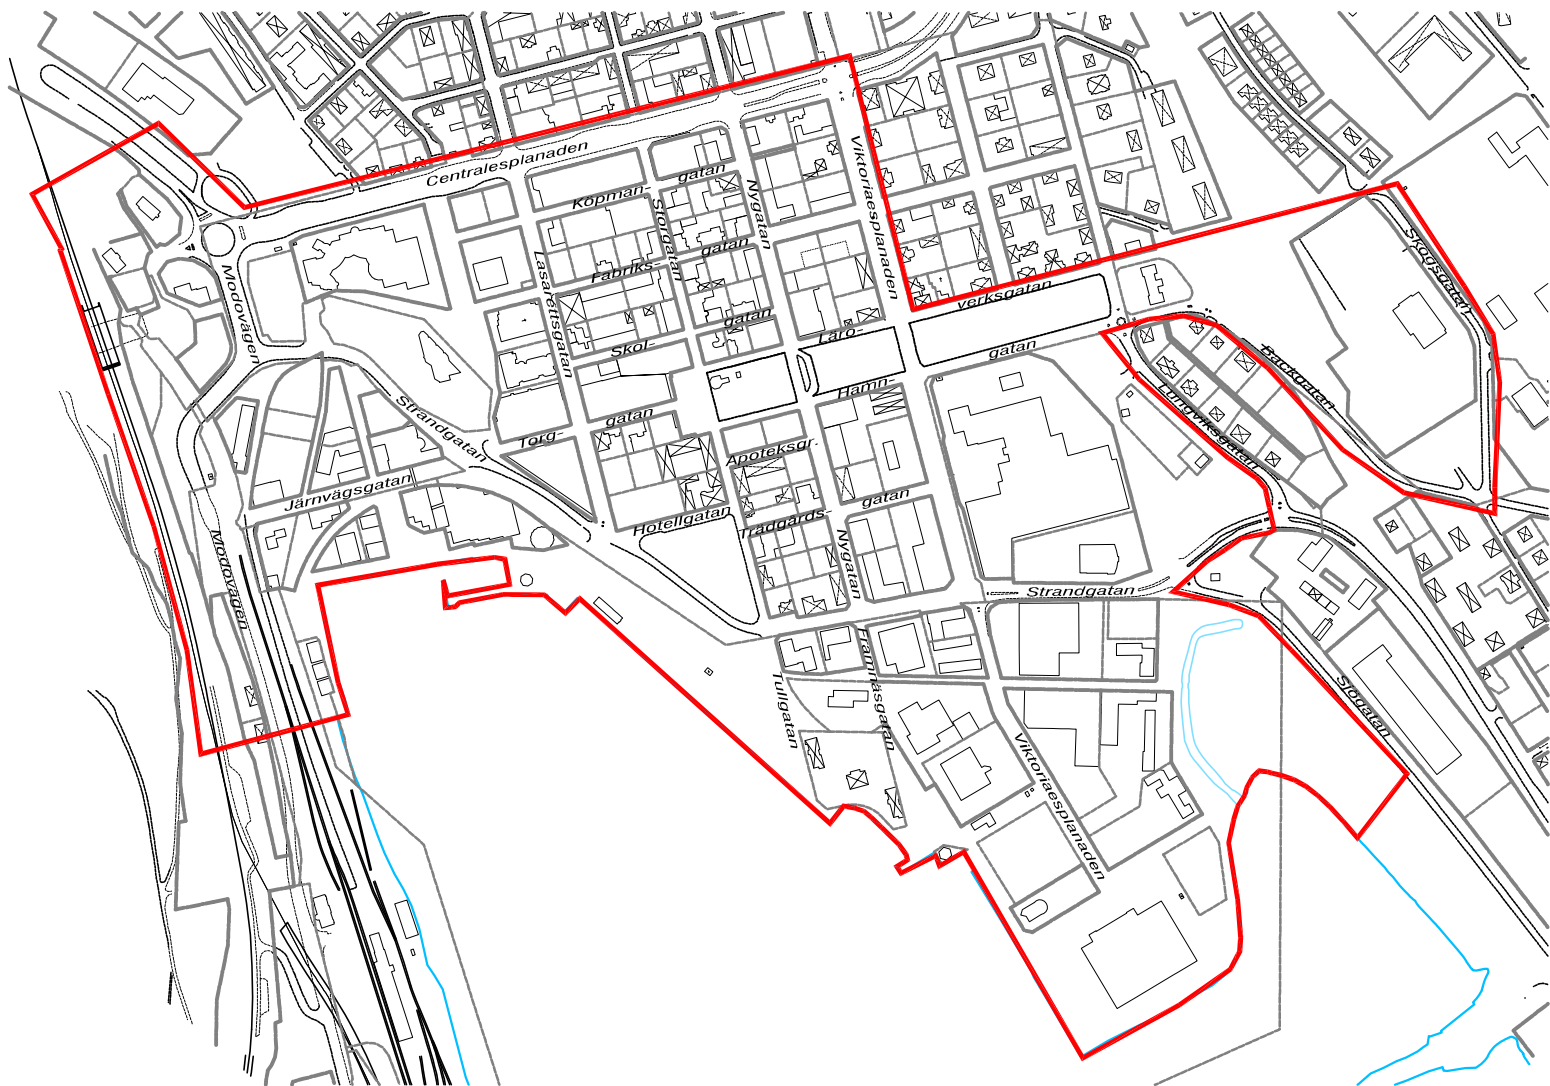 Centralesplanaden
Viktoriaesplanaden
Köpman-
gatan
Nygatan
Storgatan
Fabriks-
gatan
Lasarettsgatan
Modovägen
Skogsgatan
verksgatan
Läro-
gatan
Skol-
gatan
gatan
Hamn-
Bäckgatan
Lungviksgatan
Strandgatan
Torg-
gatan
Apoteksgr.
Järnvägsgatan
Hotellgatan
Trädgårds-
gatan
Modovägen
Nygatan
Strandgatan
Framnäsgatan
Tullgatan
Sjögatan
Viktoriaesplanaden